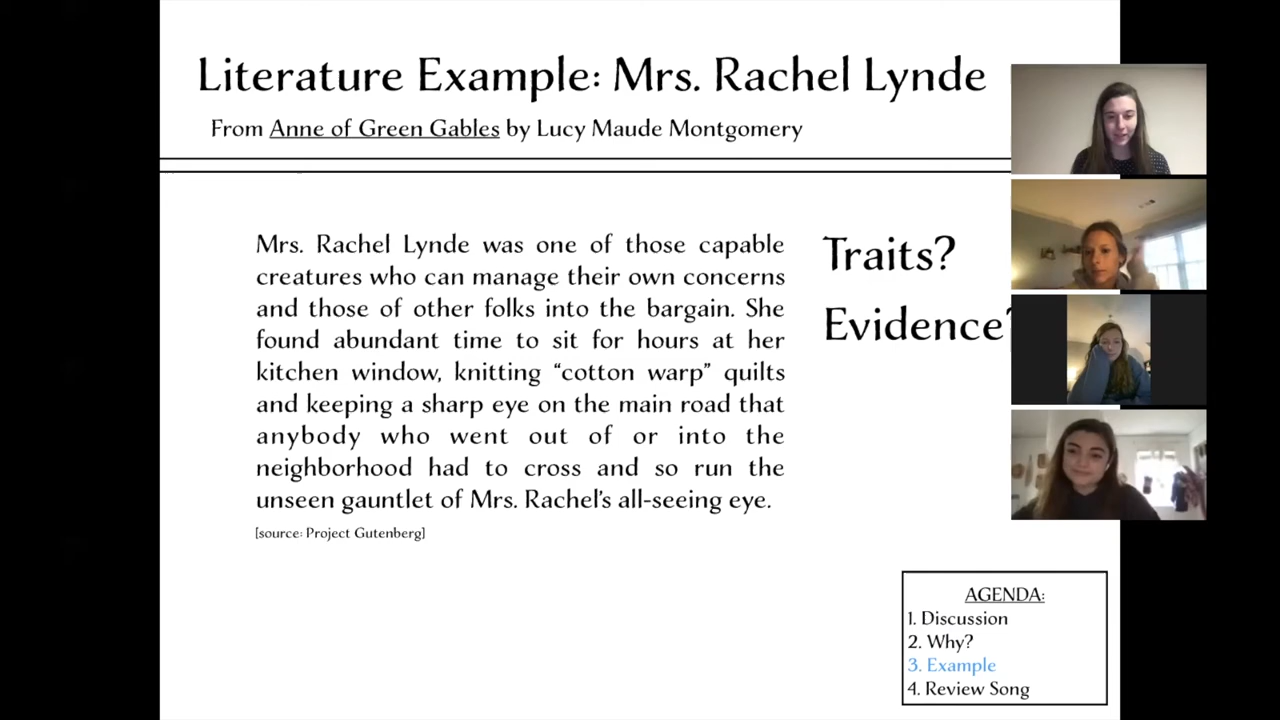 Literature Example: Mrs. Rachel Lynde
From Anne of Green Gables by Lucy Maude Montgomery
Mrs. Rachel Lynde was one of those capable
creatures who can manage their own concerns
and those of other folks into the bargain. She
found abundant time to sit for hours at her
kitchen window, knitting “cotton warp” quilts
and keeping a sharp eye on the main road that
anybody who went out of or into the
neighborhood had to cross and so run the
unseen gauntlet of Mrs. Rachel’s all-seeing eye.
[source: Project Gutenberg]
Traits?
Evidence?
AGENDA:
1. Discussion
2. Why?
3. Example
4. Review Song